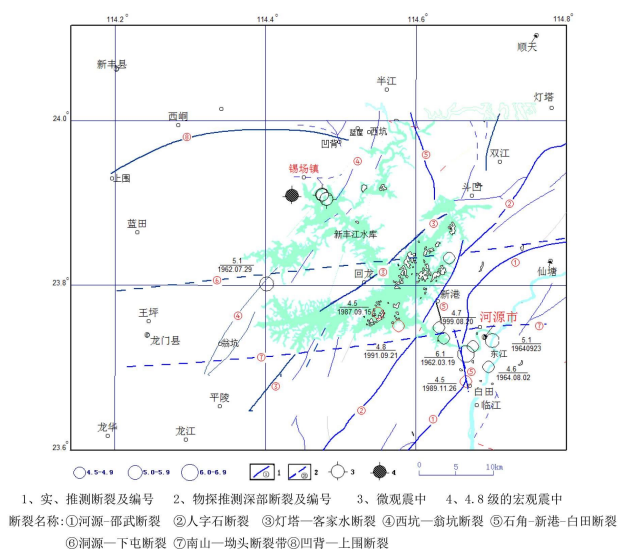 114.2 114.4 114.6 114.8
顺天
新丰县
半江
灯塔
24.0
西峒
蓝田
西坑
凹背
双江
⑧ ④ ⑤
锡场镇
上围
斗回
②
③
新丰江水库
5.1
1962.07.29
仙塘
⑥
回龙
②
①
23.8
4.5
1987.09.15
新港
王坪
④
龙门县
4.7
1999.08.20
⑤
河源市
⑦
4.8
1991.09.21
5.1
19640923
⑦
6.1
1962.03.19
东江
4.6
1964.08.02
4.5
1989.11.26
⑤
白田
③
平陵
临江
②
①
23.6
龙华
龙江
4.5-4.9 5.0-5.9 6.0-6.9 ① 1 2 3 4 0 5 10km
1、实、推测断裂及编号 2、物探推测深部断裂及编号 3、微观震中 4、4.8 级的宏观震中
断裂名称:①河源-邵武断裂 ②人字石断裂 ③灯塔—客家水断裂 ④西坑—翁坑断裂 ⑤石角-新港-白田断裂
⑥洞源—下屯断裂 ⑦南山—坳头断裂带⑧凹背—上围断裂